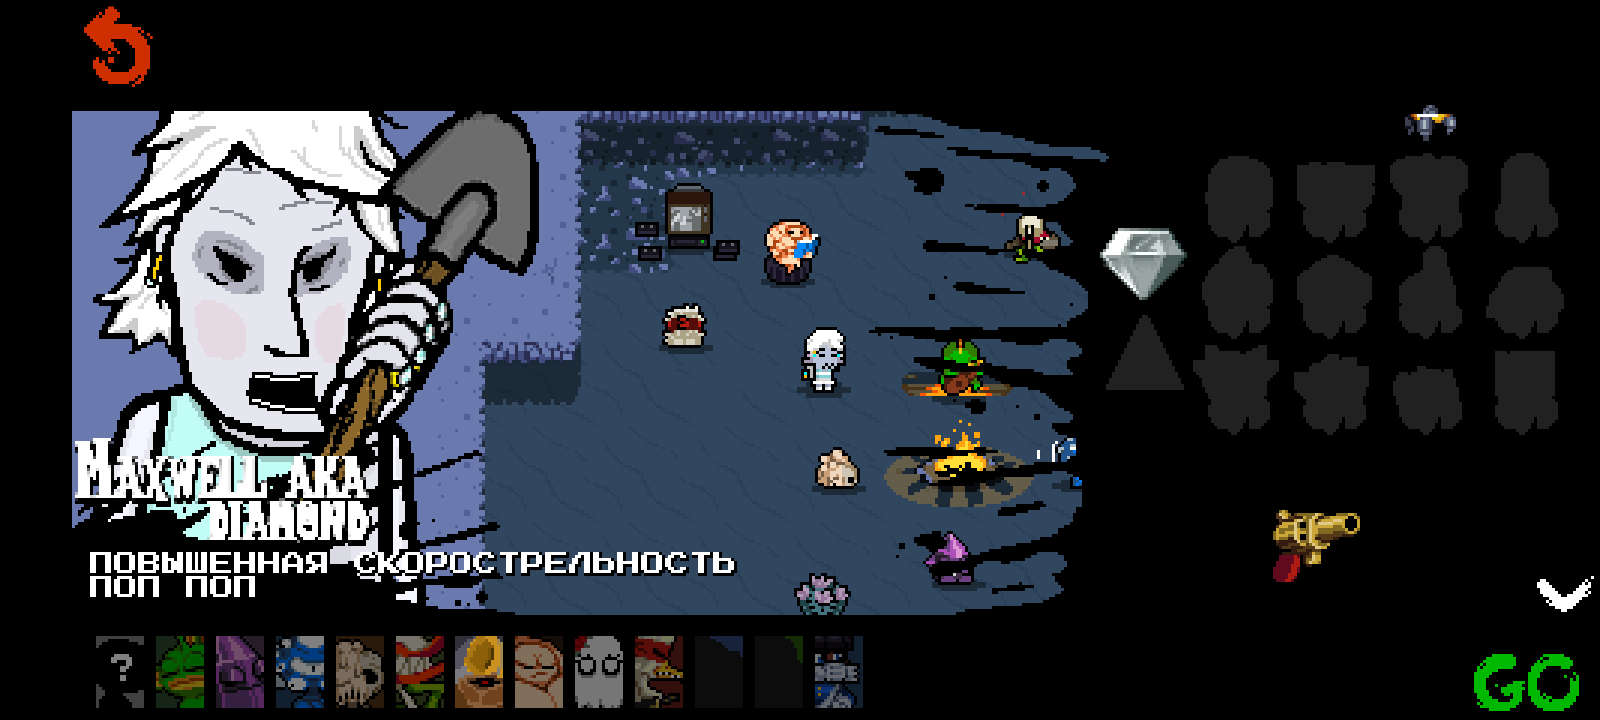 MAXWELL AKA
DIAMOND
ПОВЫШЕННАЯ СКОРОСТРЕЛЬНОСТЬ
ПОП ПОП
?
GO